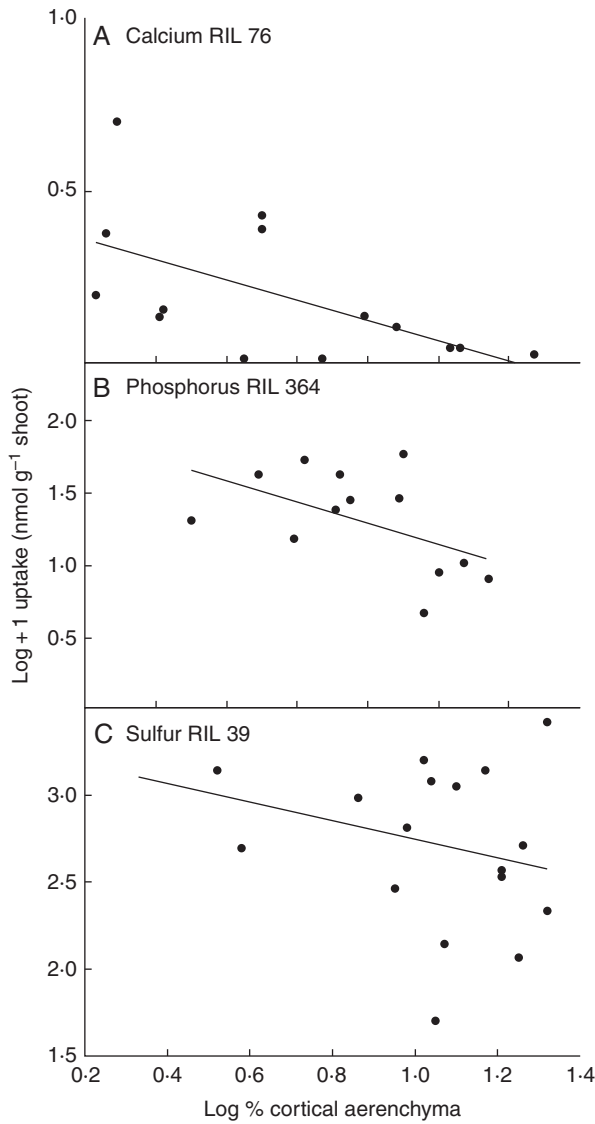 1·0
A Calcium RIL 76
0·5
B Phosphorus RIL 364
2·0
1·5
1·0
0·5
Log + 1 uptake (nmol g⁻¹ shoot)
C Sulfur RIL 39
3·0
2·5
2·0
1·5
0·2 0·4 0·6 0·8 1·0 1·2 1·4
Log % cortical aerenchyma